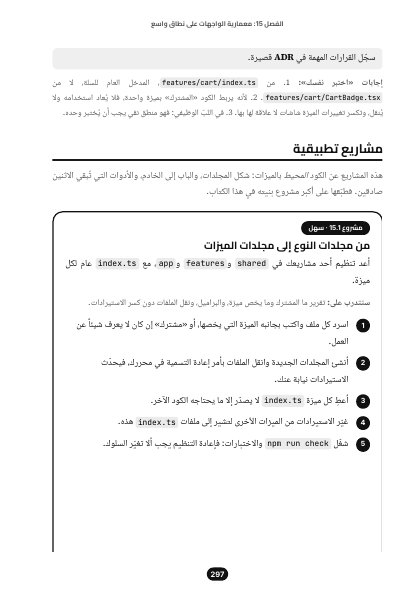 الفصل 15: معمارية الواجهات على نطاق واسع
سجّل القرارات المهمة في ADR قصيرة.
إجابات «اختبر نفسك»: 1. من features/cart/index.ts، المدخل العام للسلة، لا من
features/cart/CartBadge.tsx. 2. لأنه يربط الكود «المشترك» بميزة واحدة، فلا يعاد استخدامه ولا
يُنقل، وتكسر تغييرات الميزة شاشات لا علاقة لها بها. 3. في اللبّ الوظيفي: فهو منطق نقي يجب أن يُختبر وحده.
مشاريع تطبيقية
هذه المشاريع عن الكود المحيط بالميزات: شكل المجلدات، والباب إلى الخادم، والأدوات التي تُبقي الاثنين
صادقين. فطبّقها على أكبر مشروع بنيته في هذا الكتاب.
مشروع 15.1 · سهل
من مجلدات النوع إلى مجلدات الميزات
أعد تنظيم أحد مشاريعك في shared و features و app، مع index.ts عام لكل
ميزة.
ستتدرب على: تقرير ما المشترك وما يخص ميزة، والبراميل، ونقل الملفات دون كسر الاستيرادات.
1 اسرد كل ملف واكتب بجانبه الميزة التي يخصها، أو «مشترك» إن كان لا يعرف شيئاً عن
العمل.
2 أنشئ المجلدات الجديدة وانقل الملفات بأمر إعادة التسمية في محررك، فيحدّث
الاستيرادات نيابة عنك.
3 أعطِ كل ميزة index.ts لا يصدّر إلا ما يحتاجه الكود الآخر.
4 غيّر الاستيرادات من الميزات الأخرى لتشير إلى ملفات index.ts هذه.
5 شغّل npm run check والاختبارات: فإعادة التنظيم يجب ألا تغيّر السلوك.
297